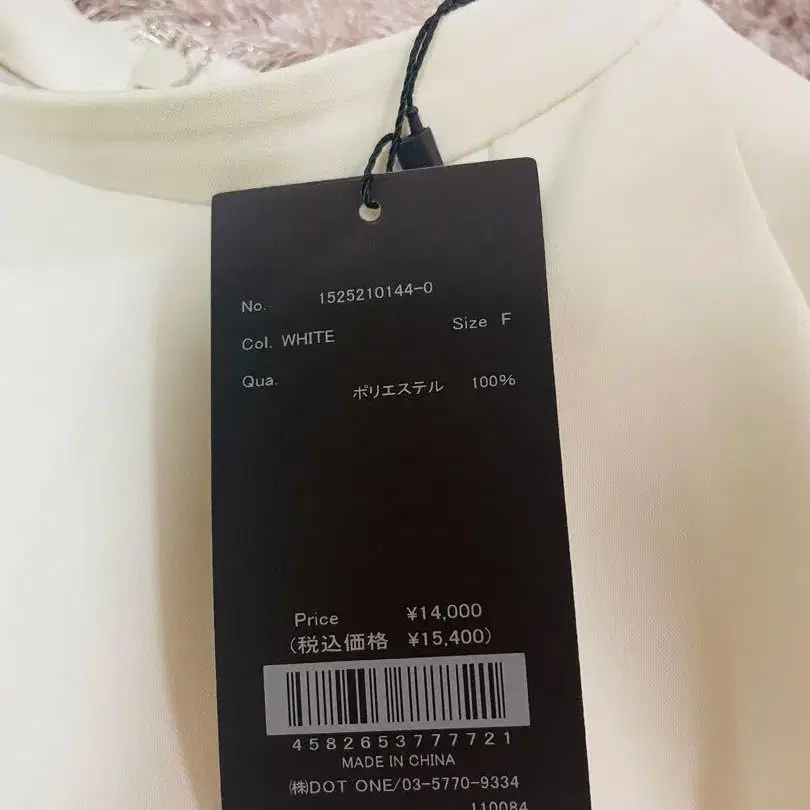 No. 1525210144-0
Col. WHITE Size F
Qua.
ポリエステル 100%
Price ¥14,000
(税込価格 ¥15,400)
4582653777721
MADE IN CHINA
㈱DOT ONE/03-5770-9334
110084